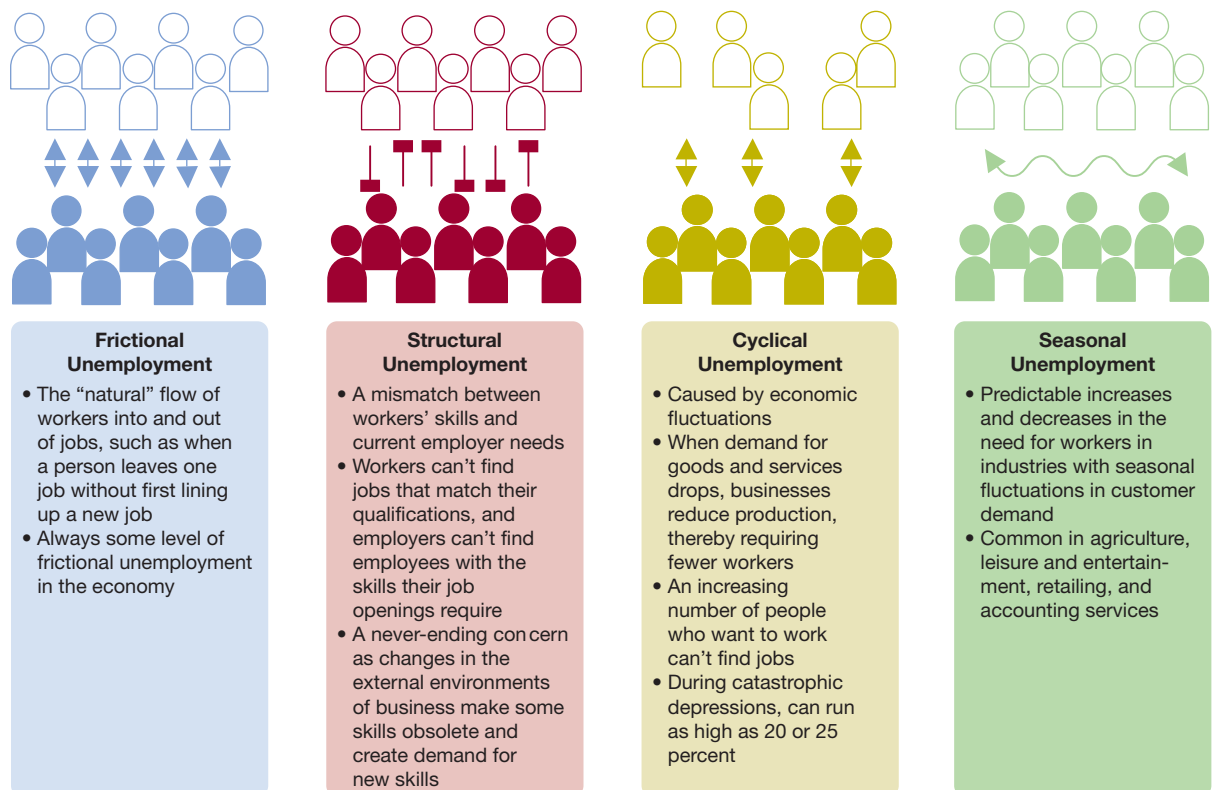 Frictional
Unemployment
• The “natural” flow of
workers into and out
of jobs, such as when
a person leaves one
job without first lining
up a new job
• Always some level of
frictional unemployment
in the economy
Structural
Unemployment
• A mismatch between
workers’ skills and
current employer needs
• Workers can’t find
jobs that match their
qualifications, and
employers can’t find
employees with the
skills their job
openings require
• A never-ending concern
as changes in the
external environments
of business make some
skills obsolete and
create demand for
new skills
Cyclical
Unemployment
• Caused by economic
fluctuations
• When demand for
goods and services
drops, businesses
reduce production,
thereby requiring
fewer workers
• An increasing
number of people
who want to work
can’t find jobs
• During catastrophic
depressions, can run
as high as 20 or 25
percent
Seasonal
Unemployment
• Predictable increases
and decreases in the
need for workers in
industries with seasonal
fluctuations in customer
demand
• Common in agriculture,
leisure and entertain-
ment, retailing, and
accounting services